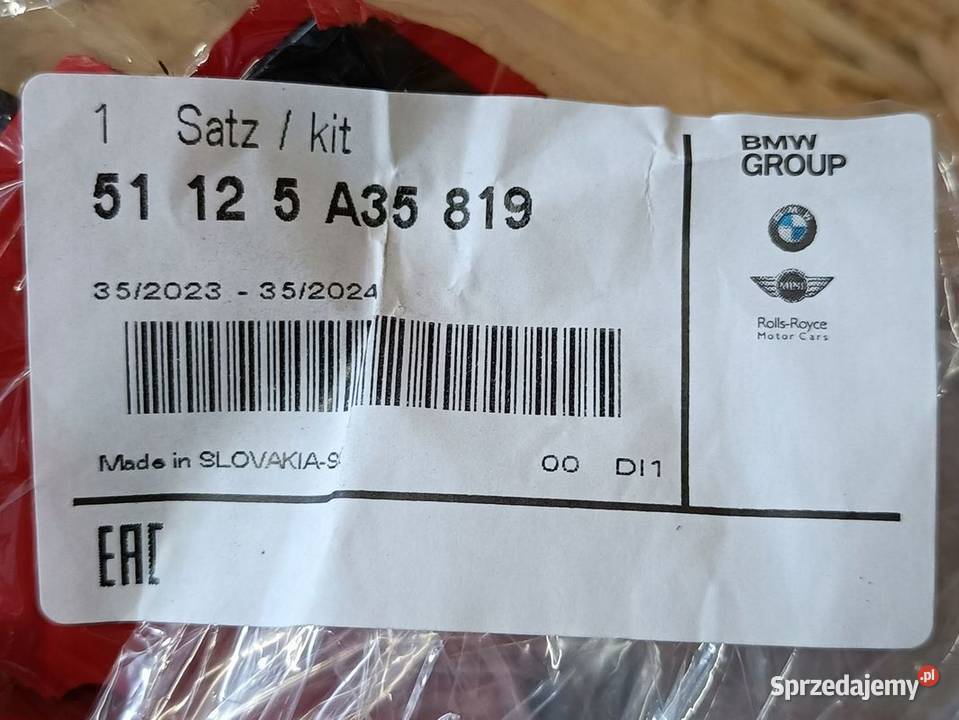 1 Satz / kit
51 12 5 A35 819
35/2023 - 35/2024
Made in SLOVAKIA-S
00 DI1
EAC
BMW
GROUP
BMW
MINI
Rolls-Royce
Motor Cars
Sprzedajemy.pl